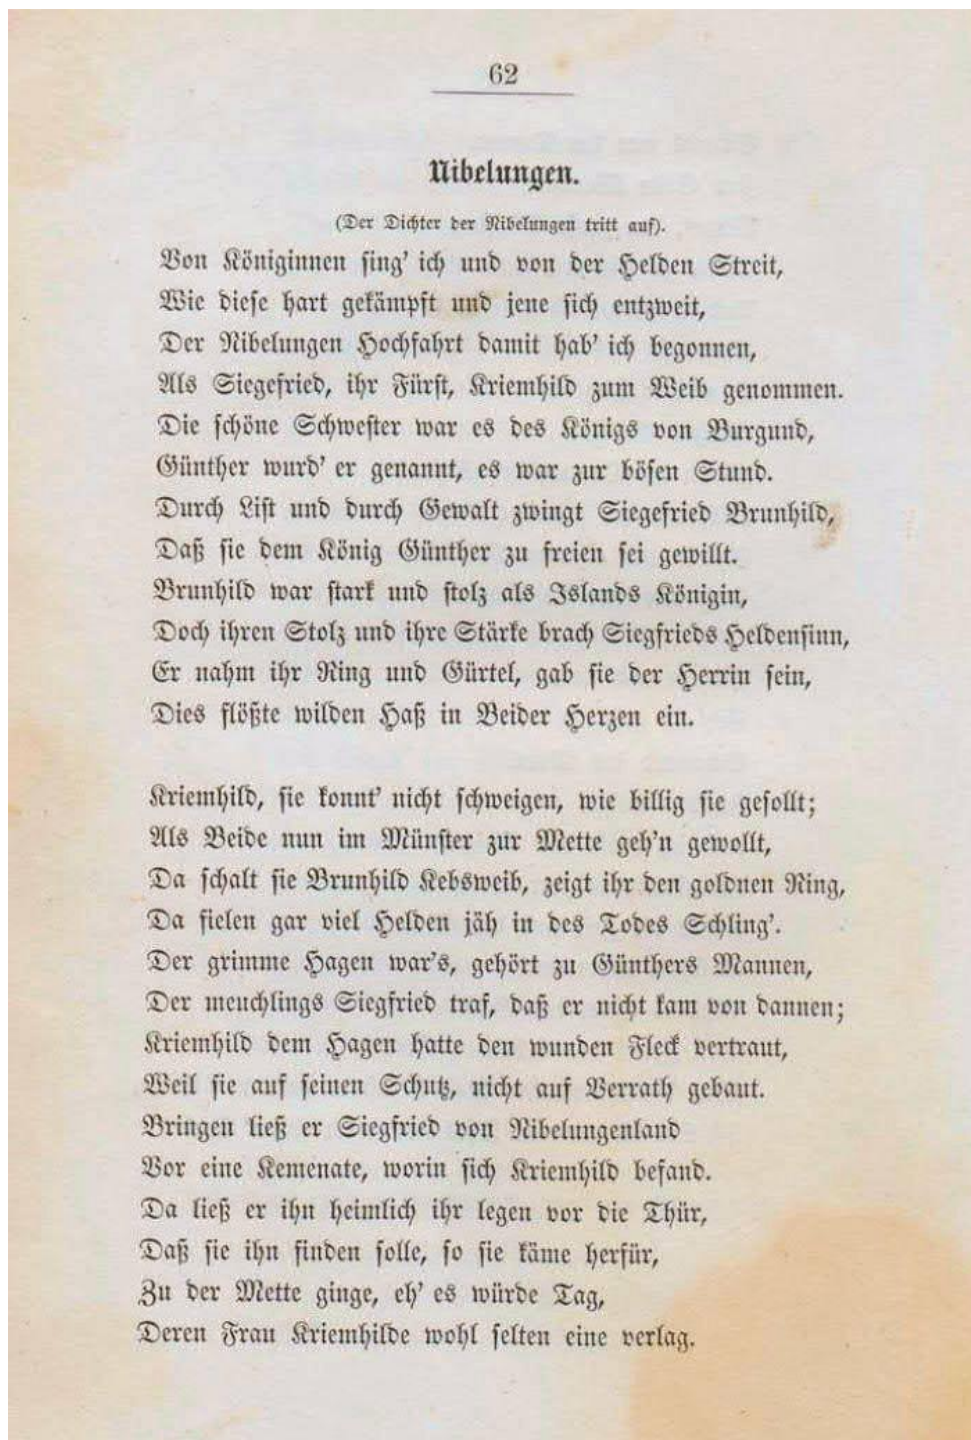 62
Nibelungen.
(Der Dichter der Nibelungen tritt auf).
Von Königinnen sing' ich und von der Helden Streit,
Wie diese hart gekämpft und jene sich entzweit,
Der Nibelungen Hochfahrt damit hab' ich begonnen,
Als Siegefried, ihr Fürst, Kriemhild zum Weib genommen.
Die schöne Schwester war es des Königs von Burgund,
Günther wurd' er genannt, es war zur bösen Stund.
Durch List und durch Gewalt zwingt Siegefried Brunhild,
Daß sie dem König Günther zu freien sei gewillt.
Brunhild war stark und stolz als Islands Königin,
Doch ihren Stolz und ihre Stärke brach Siegfrieds Heldensinn,
Er nahm ihr Ring und Gürtel, gab sie der Herrin sein,
Dies flößte wilden Haß in Beider Herzen ein.
Kriemhild, sie konnt' nicht schweigen, wie billig sie gesollt;
Als Beide nun im Münster zur Mette geh'n gewollt,
Da schalt sie Brunhild Kebsweib, zeigt ihr den goldnen Ring,
Da fielen gar viel Helden jäh in des Todes Schling'.
Der grimme Hagen war's, gehört zu Günthers Mannen,
Der meuchlings Siegfried traf, daß er nicht kam von dannen;
Kriemhild dem Hagen hatte den wunden Fleck vertraut,
Weil sie auf seinen Schutz, nicht auf Verrath gebaut.
Bringen ließ er Siegfried von Nibelungenland
Vor eine Kemenate, worin sich Kriemhild befand.
Da ließ er ihn heimlich ihr legen vor die Thür,
Daß sie ihn finden solle, so sie käme herfür,
Zu der Mette ginge, eh' es würde Tag,
Deren Frau Kriemhilde wohl selten eine verlag.